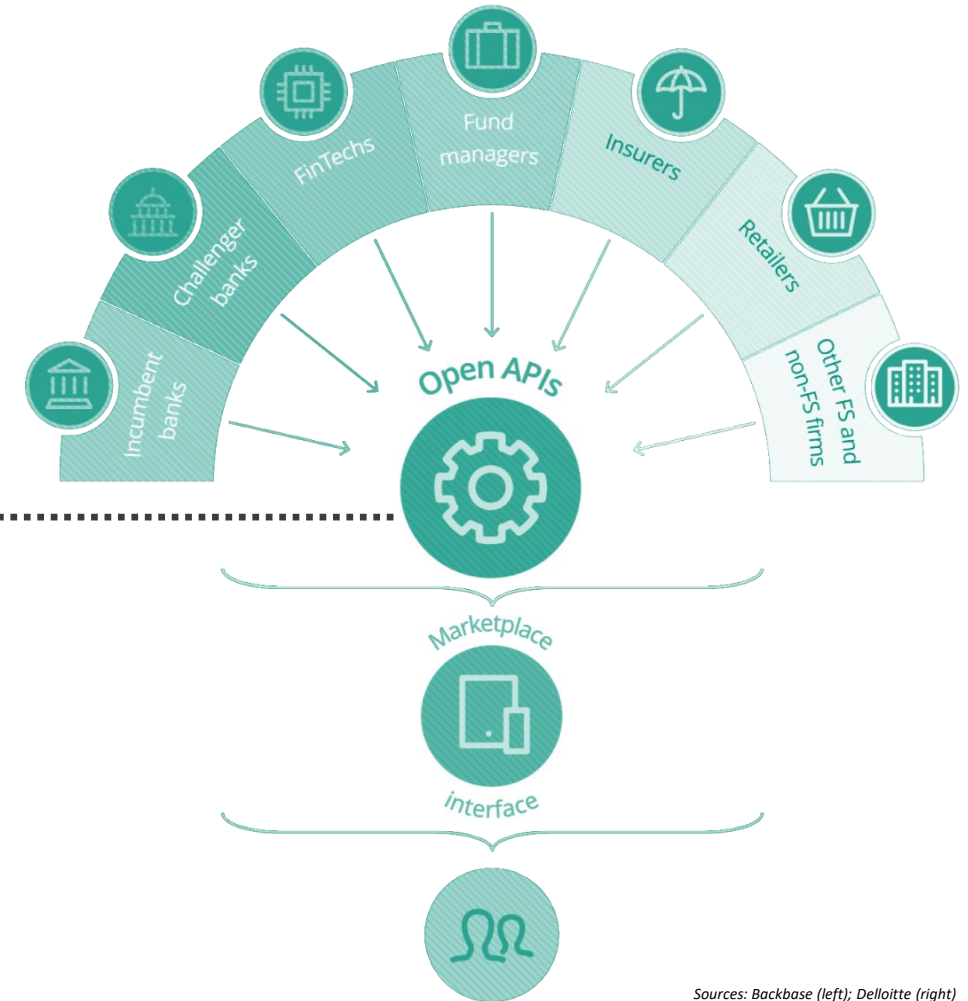 Incumbent
banks
Challenger
banks
FinTechs
Fund
managers
Insurers
Retailers
Other FS and
non-FS firms
Open APIs
Marketplace
interface
Sources: Backbase (left); Delloitte (right)